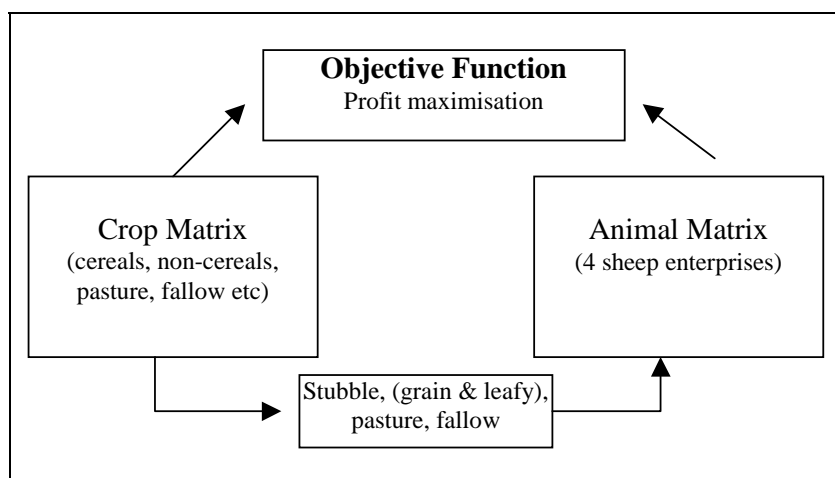 Objective Function
Profit maximisation
Crop Matrix
(cereals, non-cereals,
pasture, fallow etc)
Animal Matrix
(4 sheep enterprises)
Stubble, (grain & leafy),
pasture, fallow